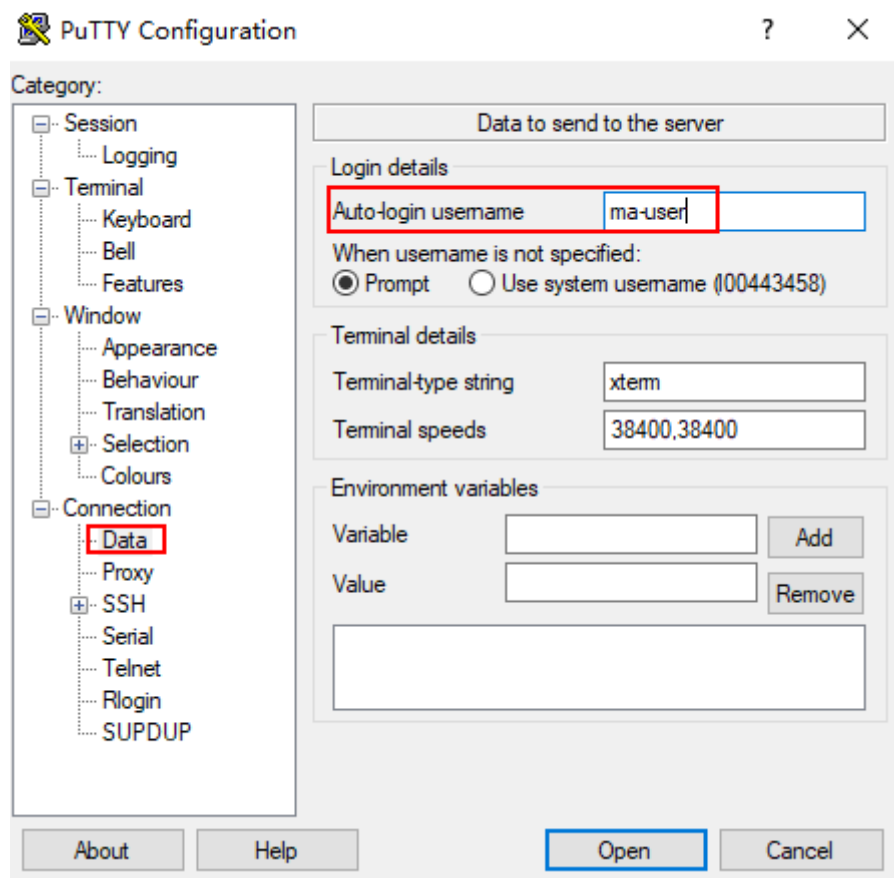 PuTTY Configuration
?
Category:
Session
Logging
Terminal
Keyboard
Bell
Features
Window
Appearance
Behaviour
Translation
Selection
Colours
Connection
Data
Proxy
SSH
Serial
Telnet
Rlogin
SUPDUP
Data to send to the server
Login details
Auto-login username ma-user
When username is not specified:
Prompt Use system username (l00443458)
Terminal details
Terminal-type string xterm
Terminal speeds 38400,38400
Environment variables
Variable Add
Value Remove
About Help Open Cancel